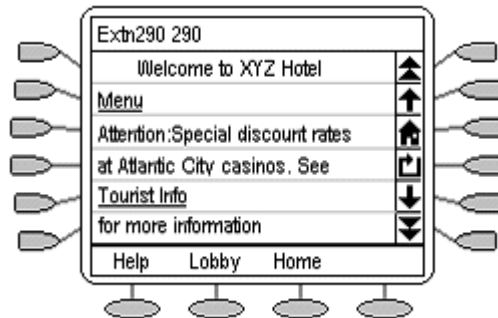 Extn290 290
Welcome to XYZ Hotel
Menu
Attention:Special discount rates
at Atlantic City casinos. See
Tourist Info
for more information
Help Lobby Home